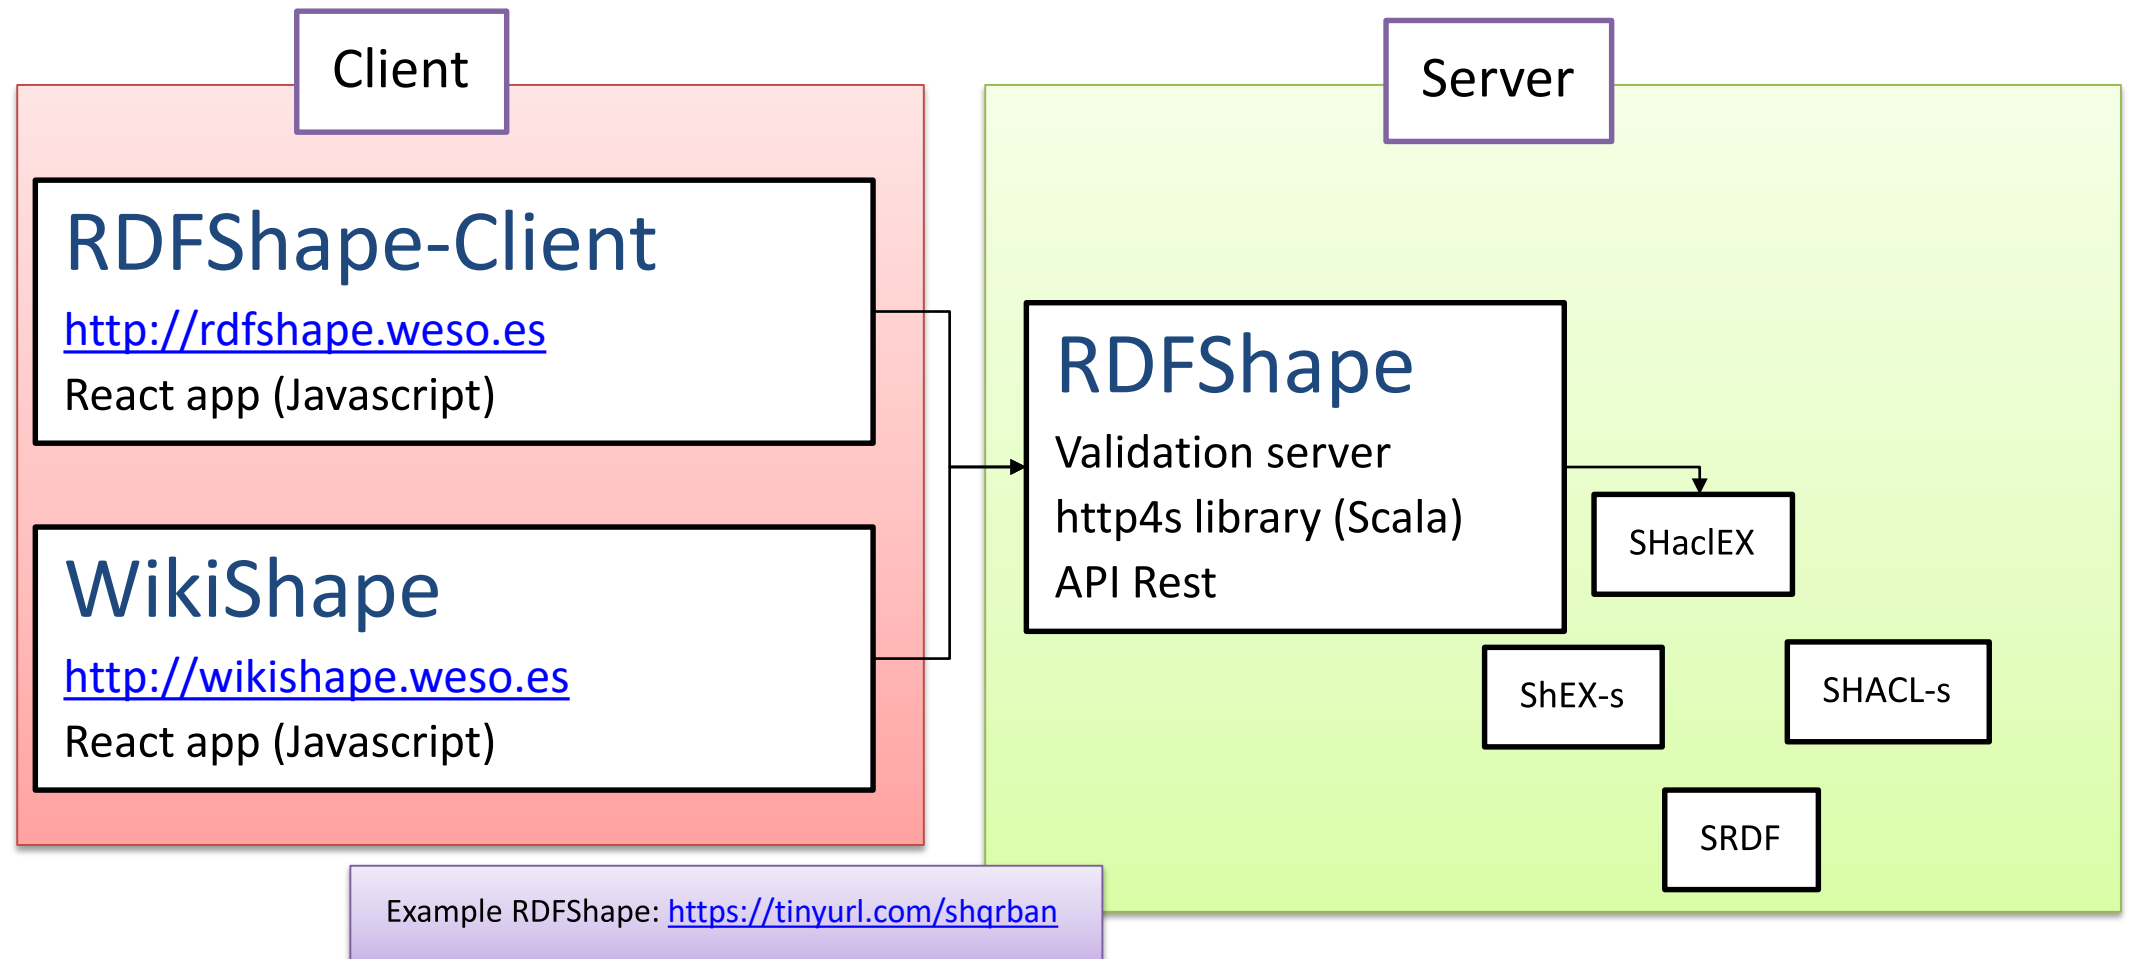 Client
RDFShape-Client
http://rdfshape.weso.es
React app (Javascript)
WikiShape
http://wikishape.weso.es
React app (Javascript)
Server
RDFShape
Validation server
http4s library (Scala)
API Rest
SHaclEX
ShEX-s
SHACL-s
SRDF
Example RDFShape: https://tinyurl.com/shqrban